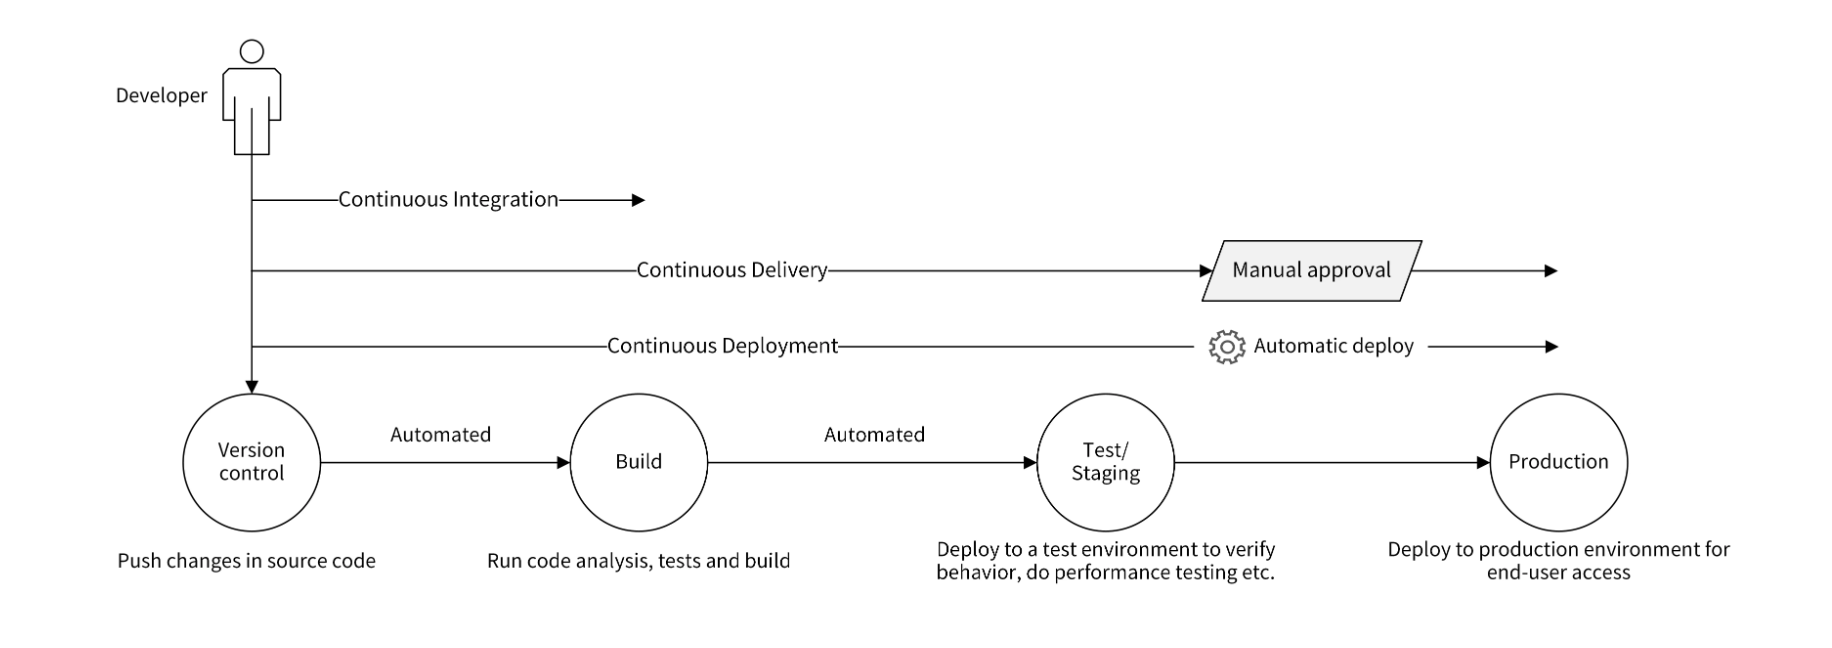 Developer
Continuous Integration
Continuous Delivery
Manual approval
Continuous Deployment
Automatic deploy
Version
control
Automated
Build
Automated
Test/
Staging
Production
Push changes in source code
Run code analysis, tests and build
Deploy to a test environment to verify
behavior, do performance testing etc.
Deploy to production environment for
end-user access